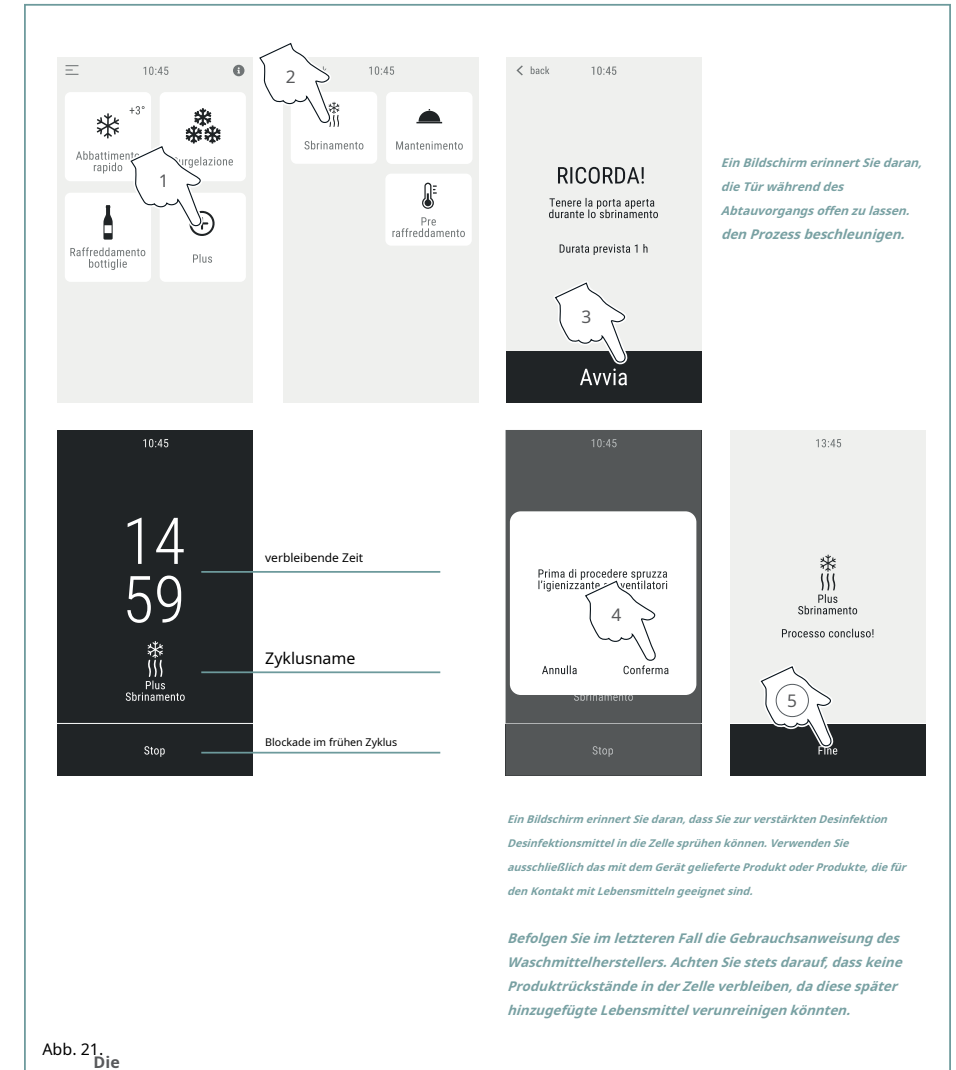 10:45
+3°
Abbattimento
rapido
Raffreddamento
bottiglie
Plus
1
2
10:45
Sbrinamento
Mantenimento
Pre
raffreddamento
back
10:45
RICORDA!
Tenere la porta aperta
durante lo sbrinamento
Durata prevista 1 h
3
Avvia
Ein Bildschirm erinnert Sie daran,
die Tür während des
Abtauvorgangs offen zu lassen.
den Prozess beschleunigen.
10:45
14
59
Plus
Sbrinamento
Stop
verbleibende Zeit
Zyklusname
Blockade im frühen Zyklus
10:45
Prima di procedere spruzza
l'igienizzante ventilatori
4
Annulla
Conferma
Sbrinamento
Stop
13:45
Plus
Sbrinamento
Processo concluso!
5
Fine
Ein Bildschirm erinnert Sie daran, dass Sie zur verstärkten Desinfektion
Desinfektionsmittel in die Zelle sprühen können. Verwenden Sie
ausschließlich das mit dem Gerät gelieferte Produkt oder Produkte, die für
den Kontakt mit Lebensmitteln geeignet sind.
Befolgen Sie im letzteren Fall die Gebrauchsanweisung des
Waschmittelherstellers. Achten Sie stets darauf, dass keine
Produktrückstände in der Zelle verbleiben, da diese später
hinzugefügte Lebensmittel verunreinigen könnten.
Abb. 21.
Die